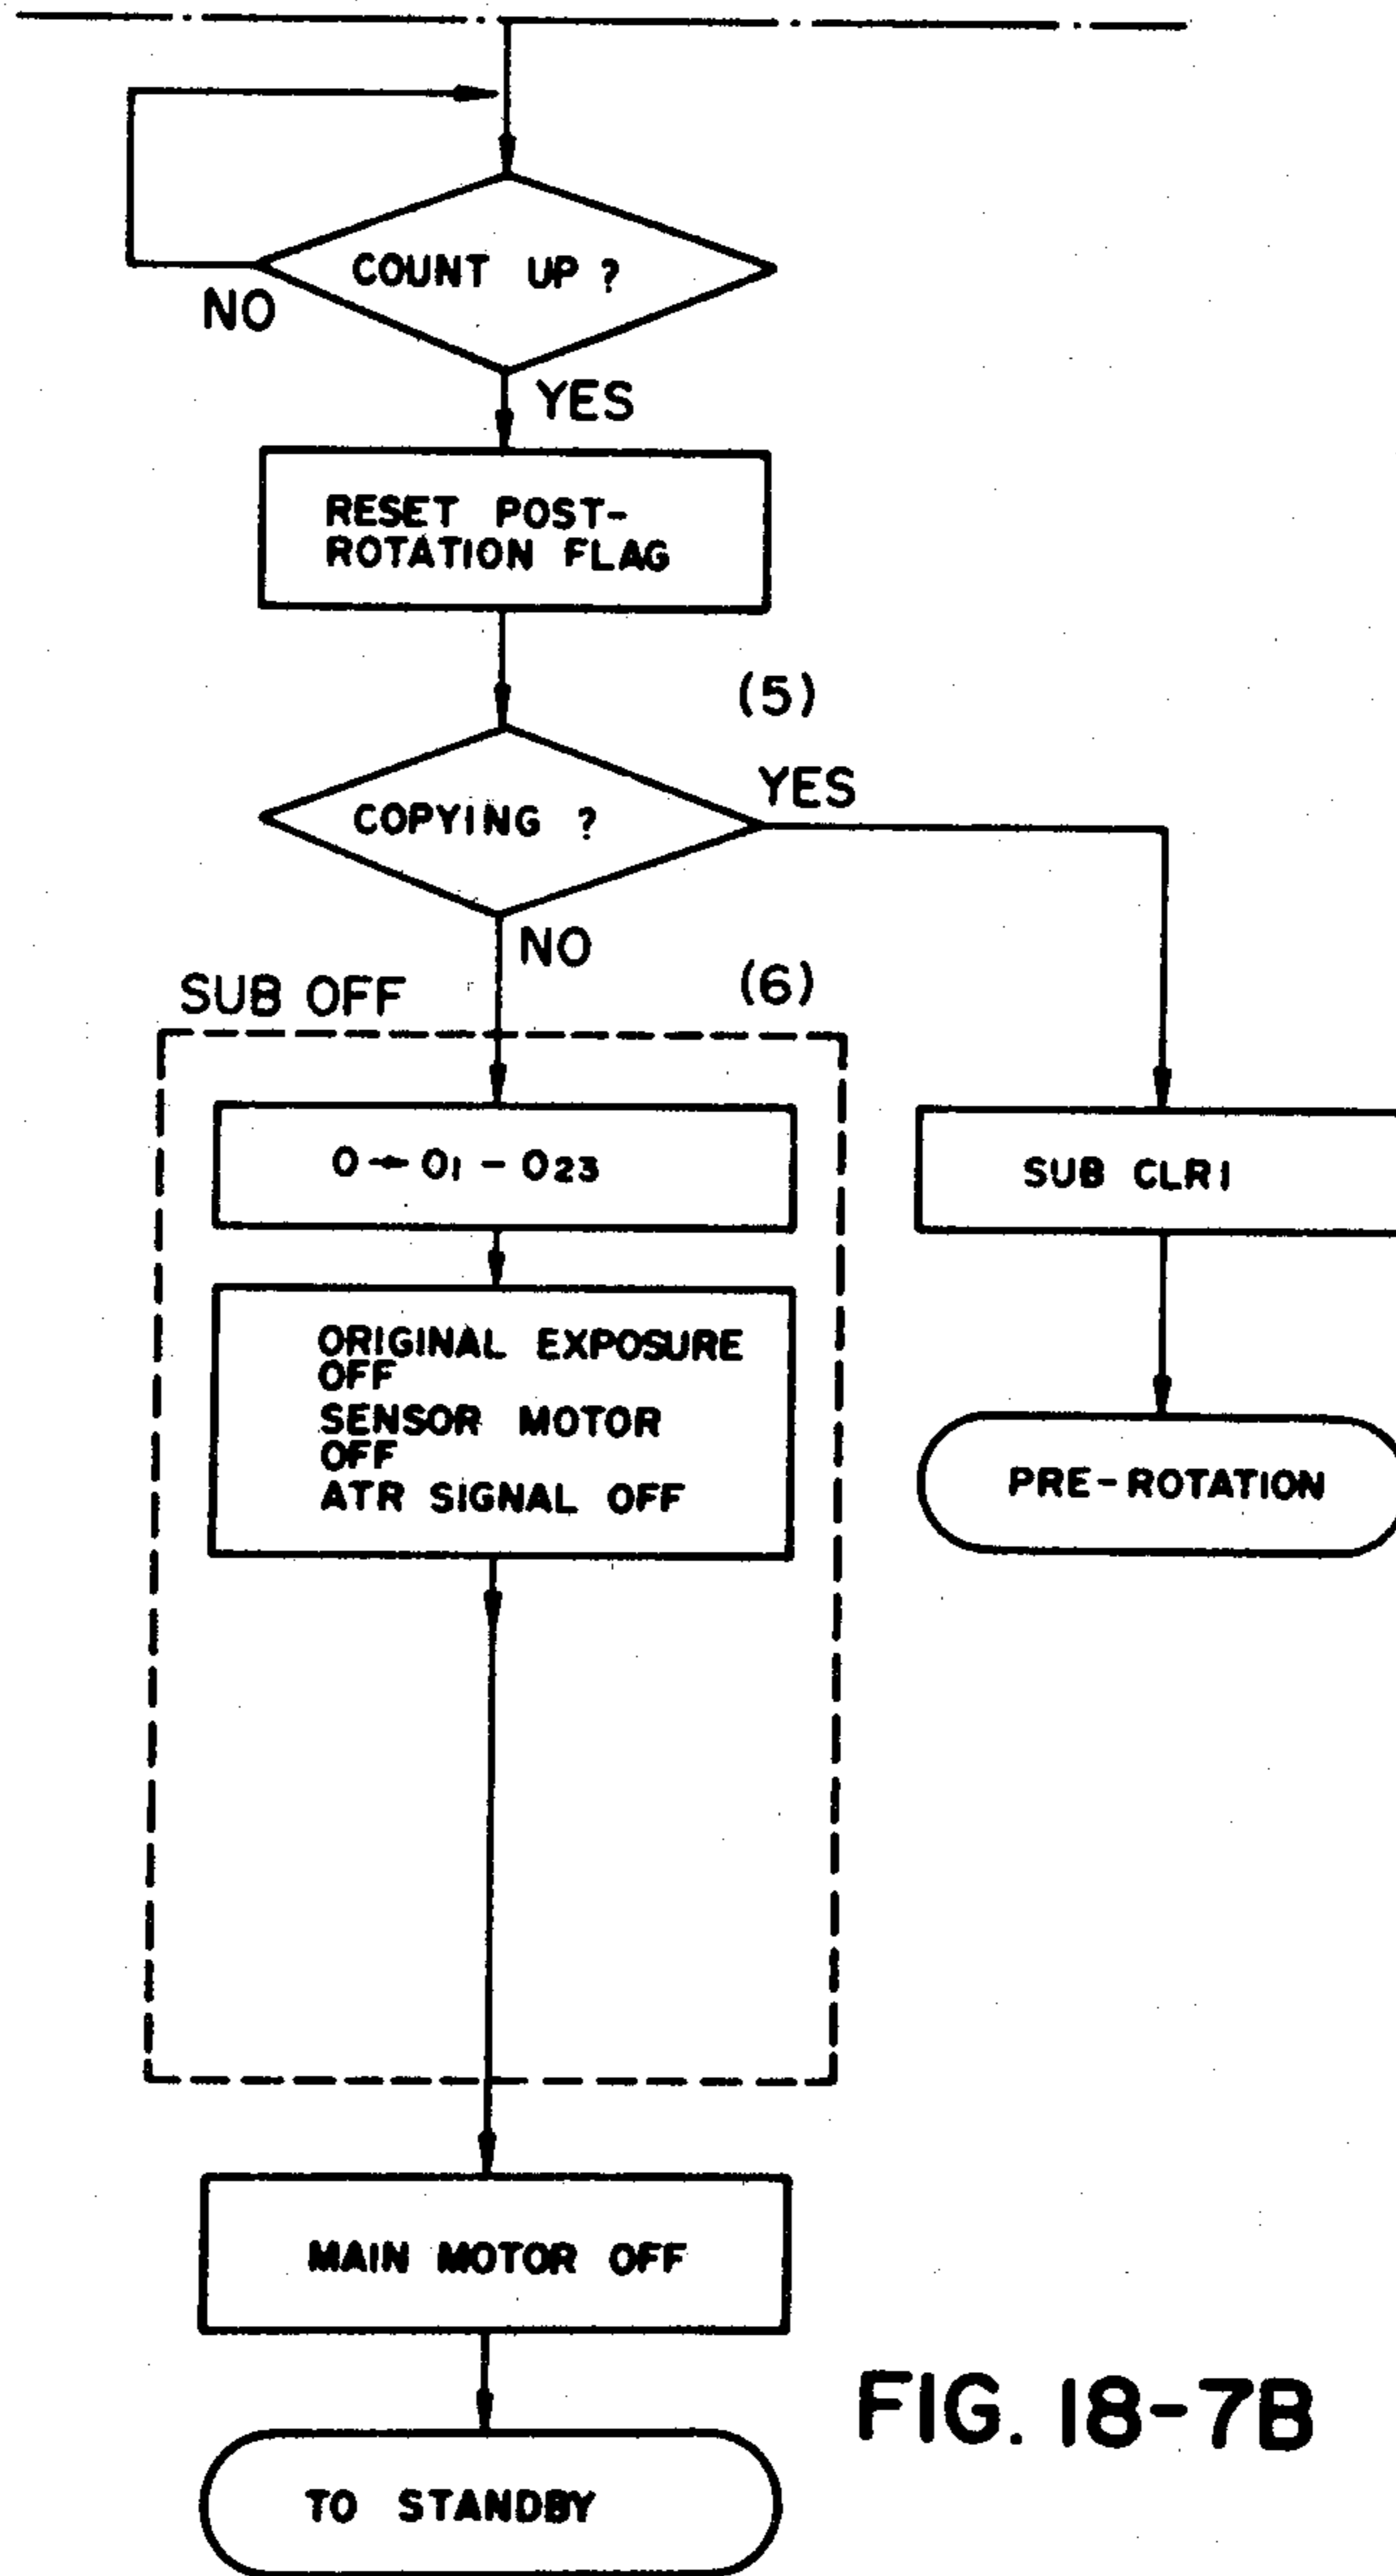 COUNT UP ?
NO
YES
RESET POST-
ROTATION FLAG
(5)
COPYING ?
YES
NO
SUB OFF
(6)
O → O1 - O23
SUB CLR1
ORIGINAL EXPOSURE
OFF
SENSOR MOTOR
OFF
ATR SIGNAL OFF
PRE-ROTATION
MAIN MOTOR OFF
TO STANDBY
FIG. 18-7B